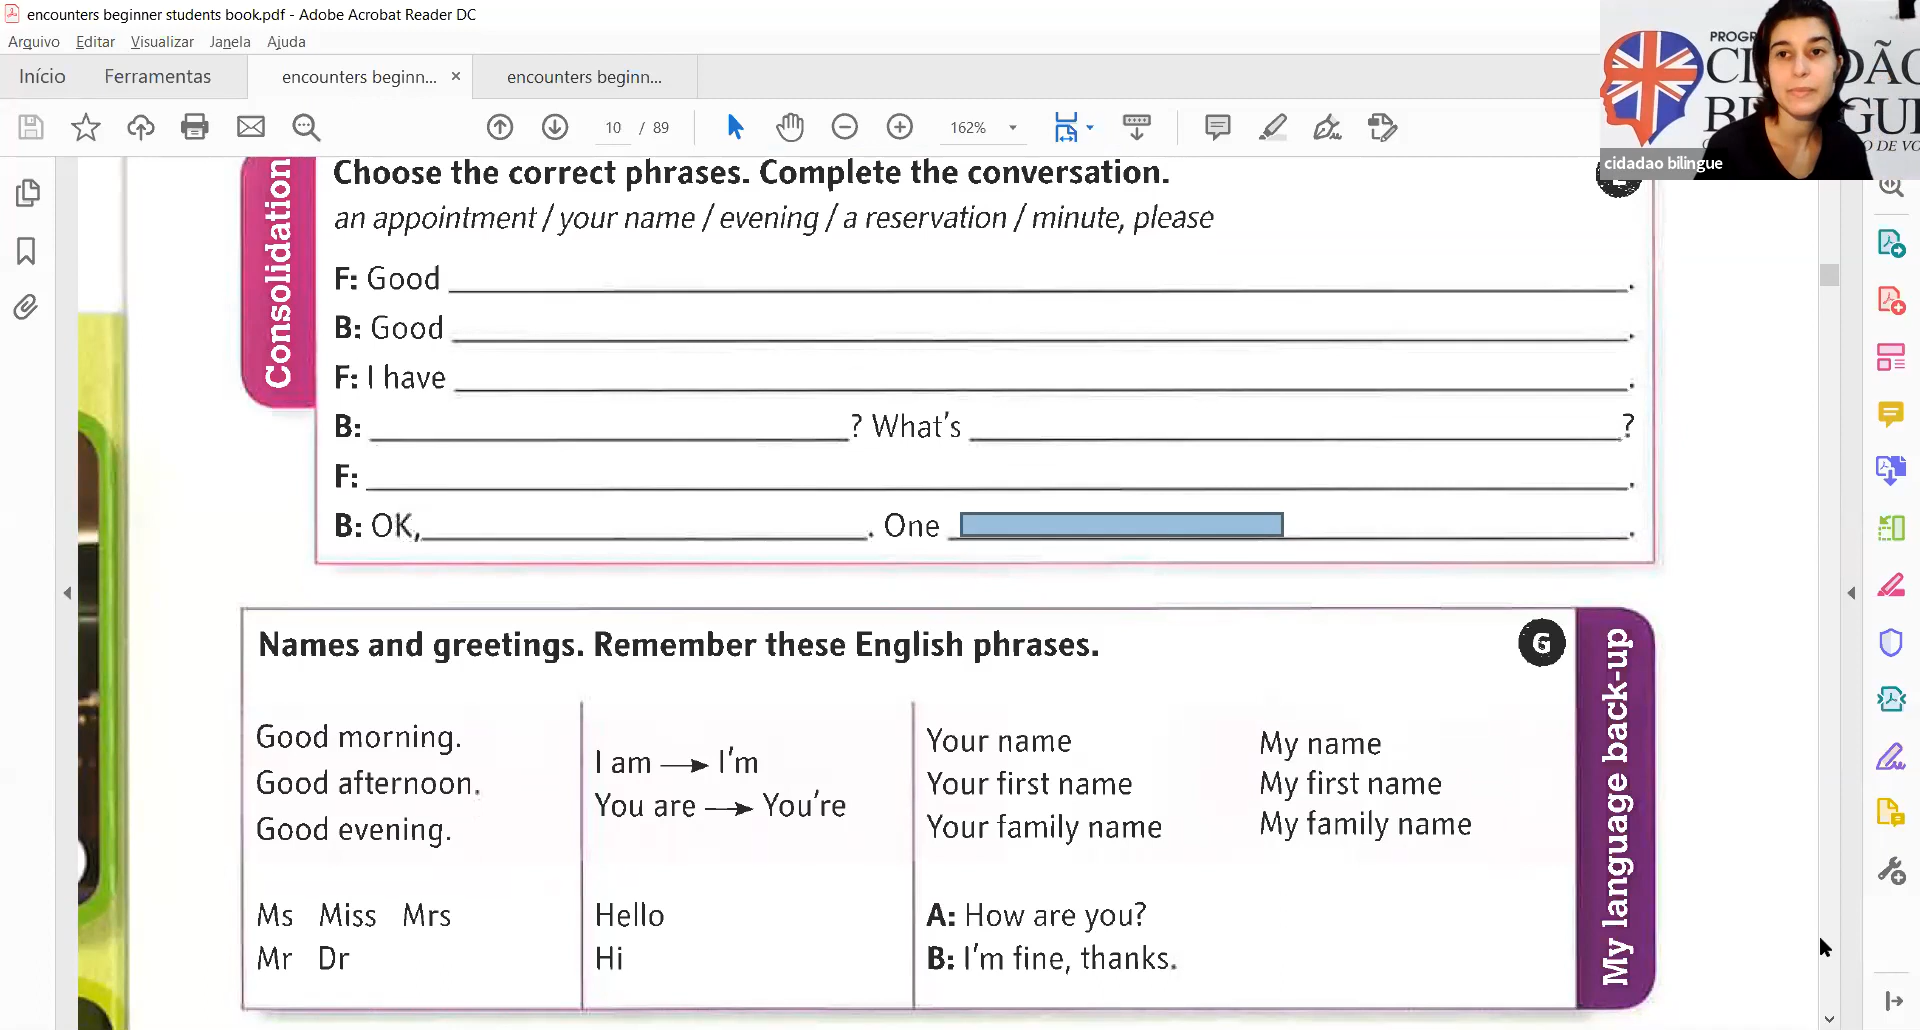 encounters beginner students book.pdf - Adobe Acrobat Reader DC
Arquivo Editar Visualizar Janela Ajuda
Início Ferramentas encounters beginn... × encounters beginn...
10 / 89 162%
cidadao bilingue
Consolidation
Choose the correct phrases. Complete the conversation.
an appointment / your name / evening / a reservation / minute, please
F: Good .
B: Good .
F: I have .
B: ? What's ?
F: .
B: OK, . One .
Names and greetings. Remember these English phrases.
G
My language back-up
Good morning.
Good afternoon.
Good evening.
I am → I'm
You are → You're
Your name My name
Your first name My first name
Your family name My family name
Ms Miss Mrs
Mr Dr
Hello
Hi
A: How are you?
B: I'm fine, thanks.